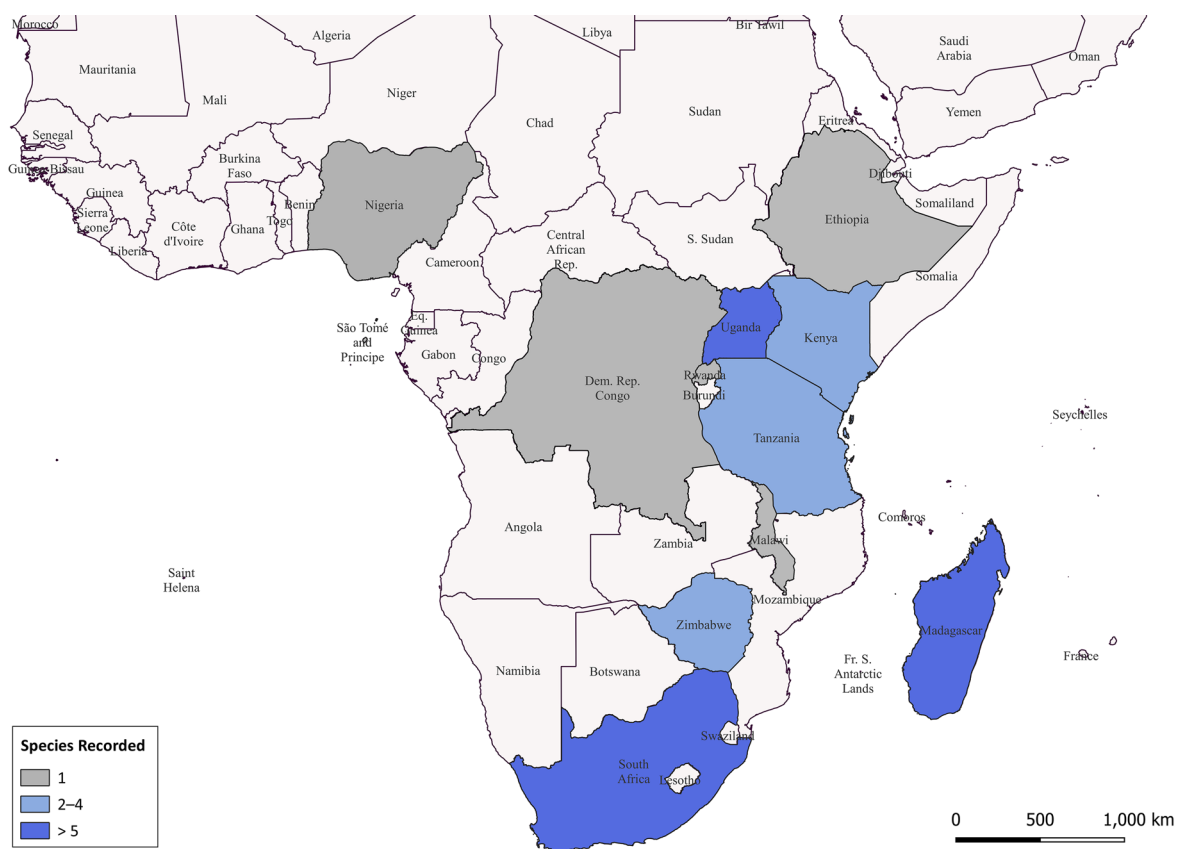 Morocco
Algeria
Libya
Bir Tawil
Saudi
Arabia
Oman
Mauritania
Mali
Niger
Chad
Sudan
Eritrea
Yemen
Senegal
Guinea Bissau
Guinea
Sierra
Leone
Liberia
Côte
d'Ivoire
Burkina
Faso
Ghana
Togo
Benin
Nigeria
Cameroon
Central
African
Rep.
S. Sudan
Ethiopia
Djibouti
Somaliland
Somalia
São Tomé
and
Principe
Eq.
Guinea
Gabon
Congo
Dem. Rep.
Congo
Uganda
Kenya
Rwanda
Burundi
Tanzania
Seychelles
Comoros
Angola
Zambia
Malawi
Mozambique
Saint
Helena
Zimbabwe
Madagascar
France
Fr. S.
Antarctic
Lands
Namibia
Botswana
Swaziland
South
Africa
Lesotho
Species Recorded
1
2–4
> 5
0 500 1,000 km